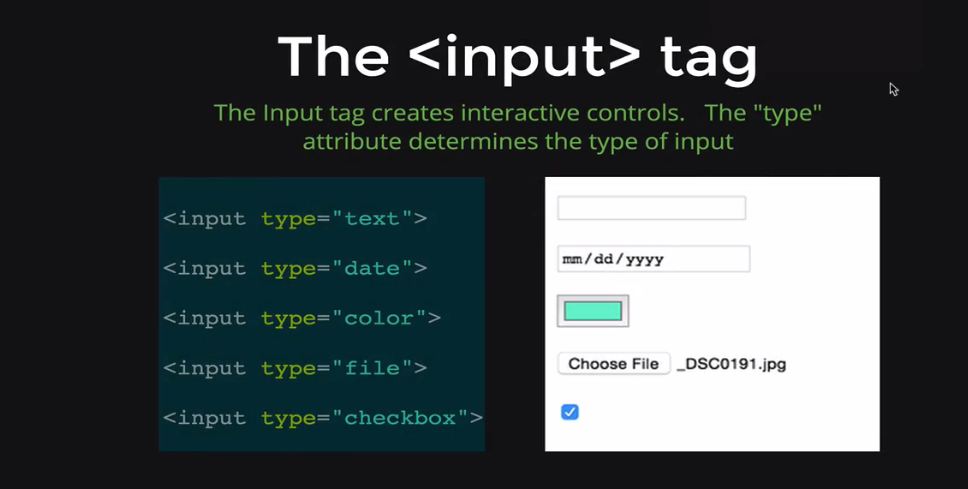 The <input> tag
The Input tag creates interactive controls. The "type"
attribute determines the type of input
<input type="text">
<input type="date">
<input type="color">
<input type="file">
<input type="checkbox">
mm/dd/yyyy
Choose File _DSC0191.jpg